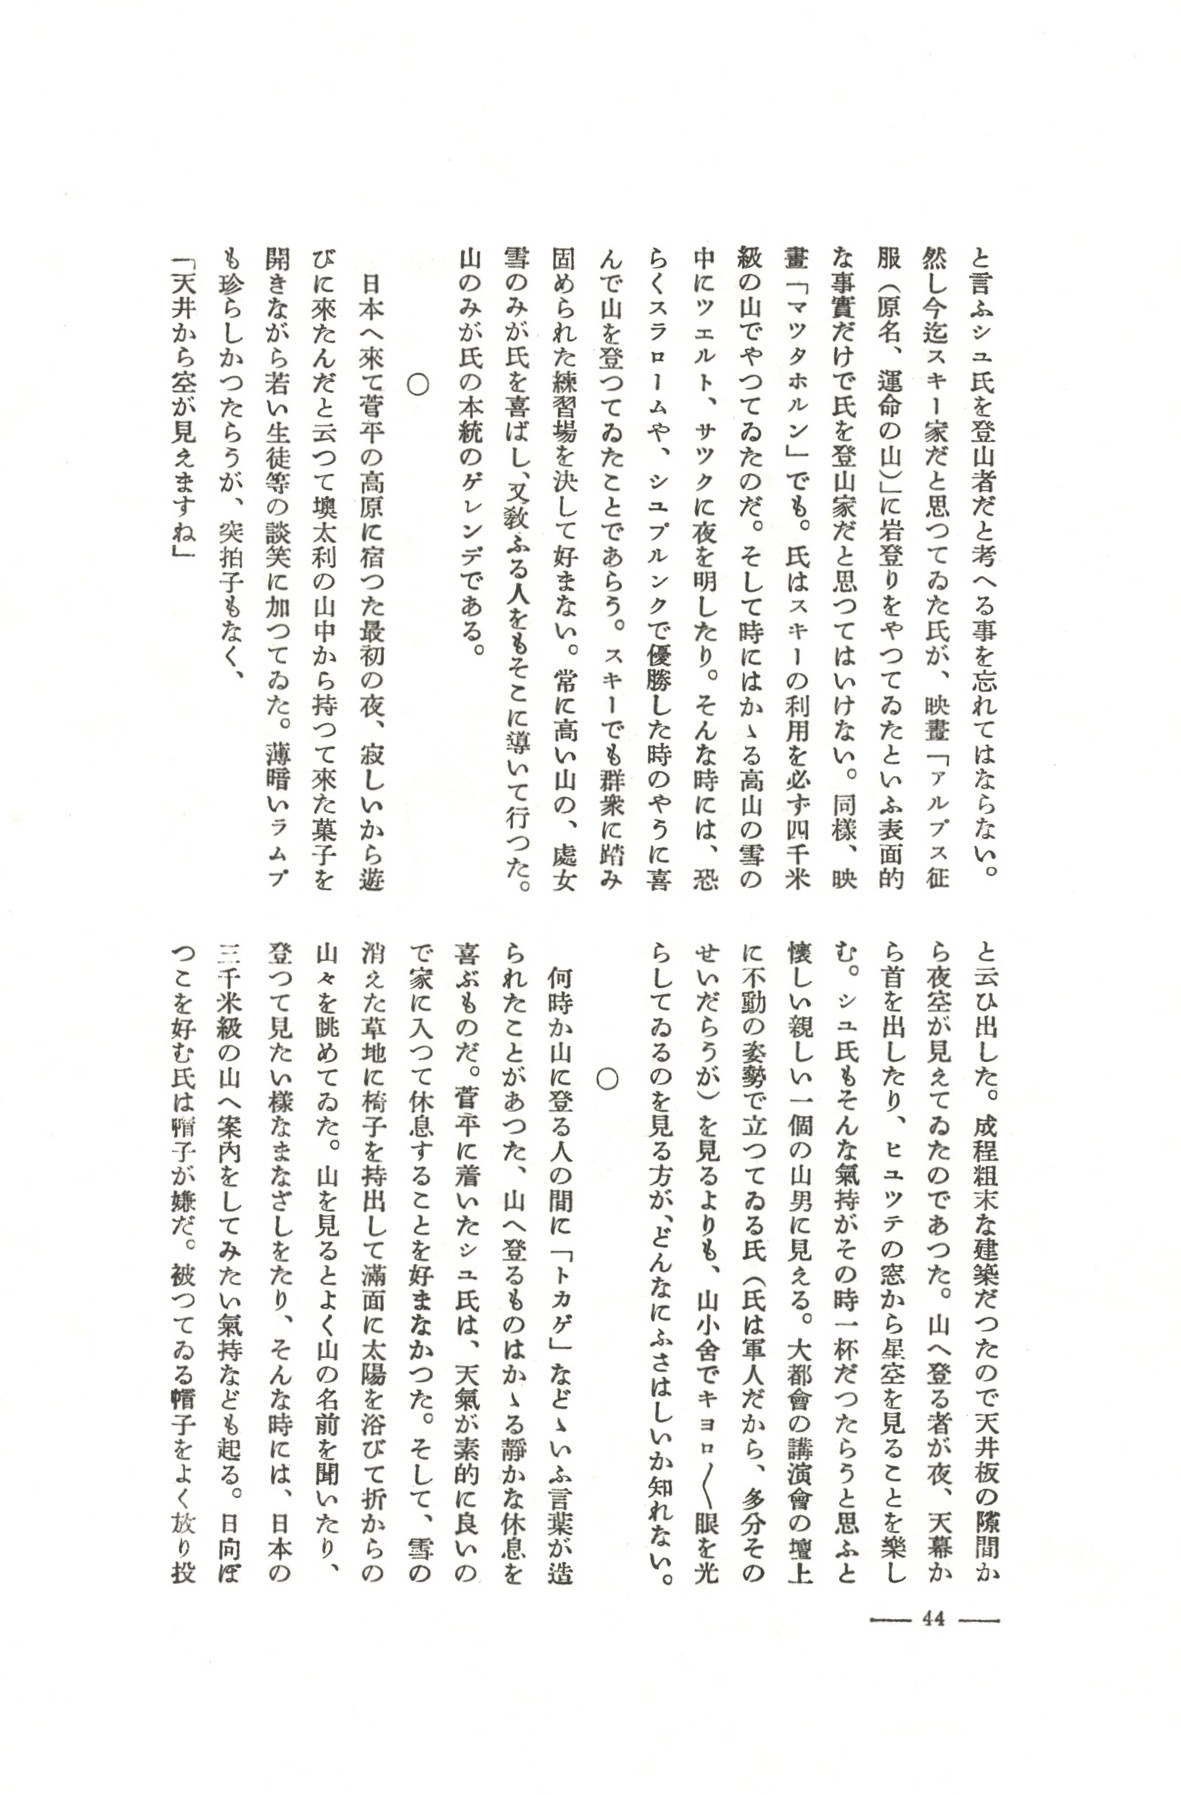 と言ふシユ氏を登山者だと考へる事を忘れてはならない。
然し今迄スキー家だと思つてゐた氏が、映畫「アルプス征
服（原名、運命の山）」に岩登りをやつてゐたといふ表面的
な事實だけで氏を登山家だと思つてはいけない。同樣、映
畫「マツタホルン」でも。氏はスキーの利用を必ず四千米
級の山でやつてゐたのだ。そして時にはかゝる高山の雪の
中にツエルト、サツクに夜を明したり。そんな時には、恐
らくスラロームや、シユプルンクで優勝した時のやうに喜
んで山を登つてゐたことであらう。スキーでも群衆に踏み
固められた練習場を決して好まない。常に高い山の、處女
雪のみが氏を喜ばし、又敎ふる人をもそこに導いて行つた。
山のみが氏の本統のゲレンデである。
○
日本へ來て菅平の高原に宿つた最初の夜、寂しいから遊
びに來たんだと云つて墺太利の山中から持つて來た菓子を
開きながら若い生徒等の談笑に加つてゐた。薄暗いラムプ
も珍らしかつたらうが、突拍子もなく、
「天井から空が見えますね」
と云ひ出した。成程粗末な建築だつたので天井板の隙間か
ら夜空が見えてゐたのであつた。山へ登る者が夜、天幕か
ら首を出したり、ヒユツテの窓から星空を見ることを樂し
む。シユ氏もそんな氣持がその時一杯だつたらうと思ふと
懷しい親しい一個の山男に見える。大都會の講演會の壇上
に不動の姿勢で立つてゐる氏（氏は軍人だから、多分その
せいだらうが）を見るよりも、山小舍でキヨロ〳〵眼を光
らしてゐるのを見る方が、どんなにふさはしいか知れない。
○
何時か山に登る人の間に「トカゲ」などゝいふ言葉が造
られたことがあつた、山へ登るものはかゝる靜かな休息を
喜ぶものだ。菅平に着いたシユ氏は、天氣が素的に良いの
で家に入つて休息することを好まなかつた。そして、雪の
消えた草地に椅子を持出して滿面に太陽を浴びて折からの
山々を眺めてゐた。山を見るとよく山の名前を聞いたり、
登つて見たい樣なまなざしをたり、そんな時には、日本の
三千米級の山へ案內をしてみたい氣持なども起る。日向ぼ
つこを好む氏は帽子が嫌だ。被つてゐる帽子をよく放り投
44